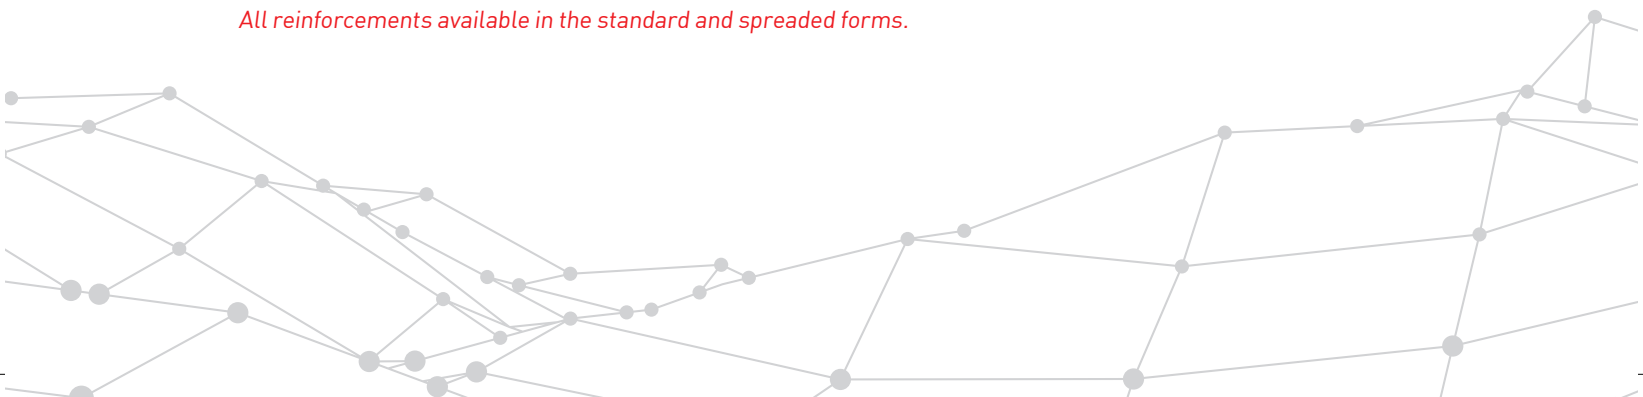 All reinforcements available in the standard and spreaded forms.